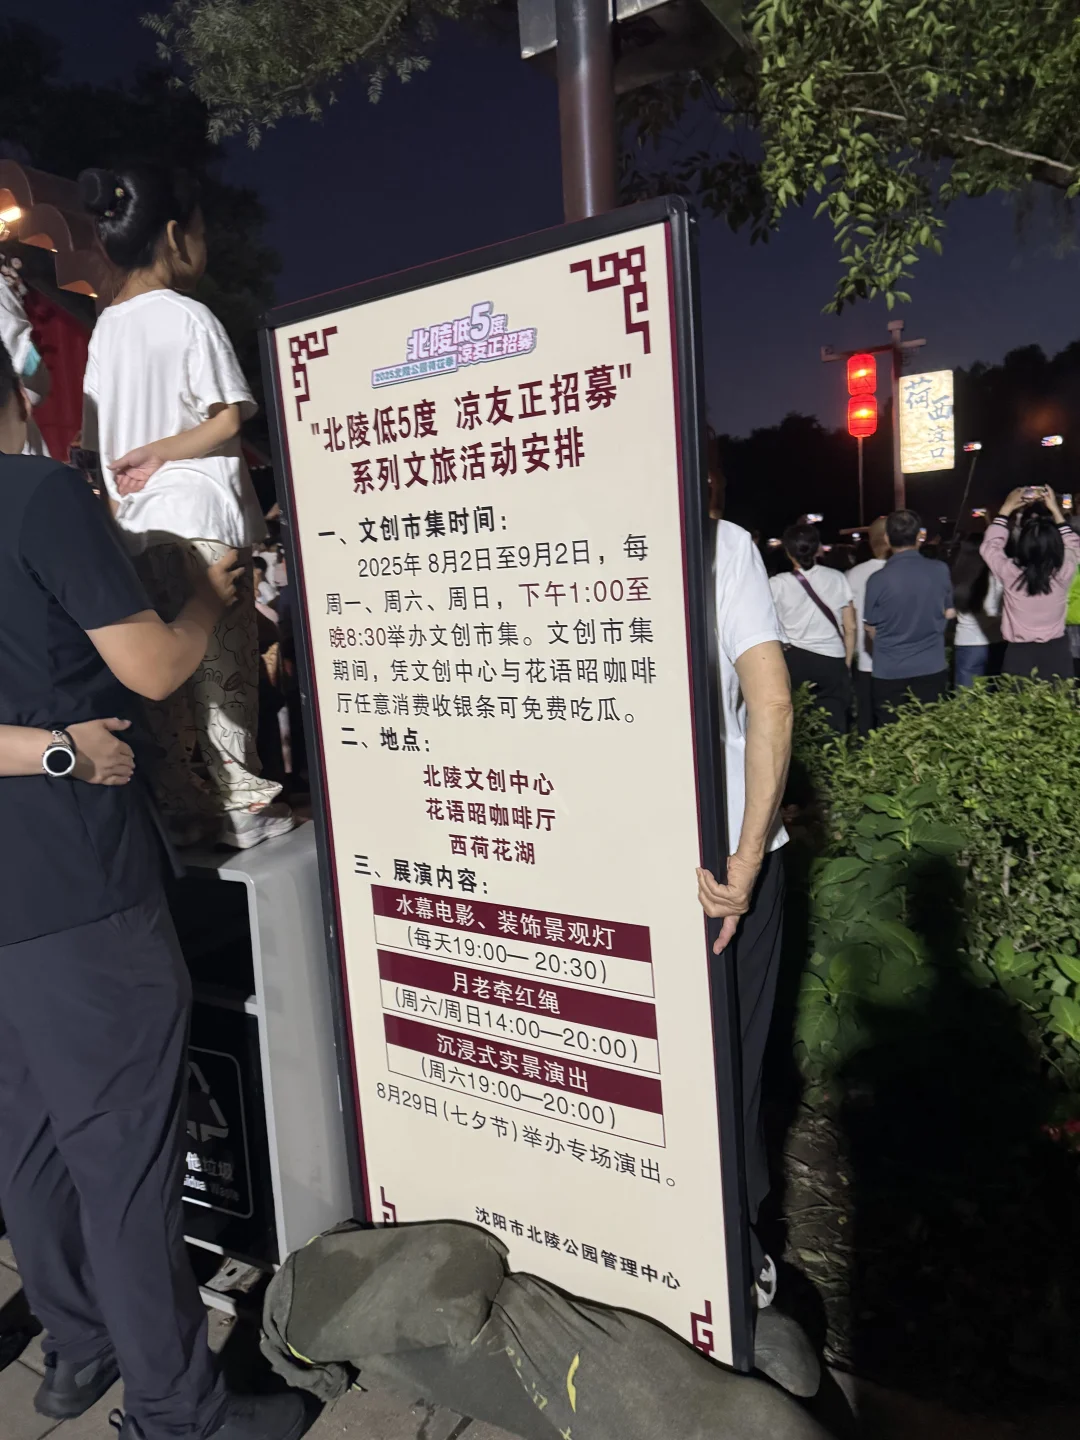 北陵低5度
凉友正招募
2025北陵公园荷花季
"北陵低5度 凉友正招募"
系列文旅活动安排
一、文创市集时间：
2025年8月2日至9月2日，每
周一、周六、周日，下午1:00至
晚8:30举办文创市集。文创市集
期间，凭文创中心与花语昭咖啡
厅任意消费收银条可免费吃瓜。
二、地点：
北陵文创中心
花语昭咖啡厅
西荷花湖
三、展演内容：
水幕电影、装饰景观灯
(每天19:00—20:30)
月老牵红绳
(周六/周日14:00—20:00)
沉浸式实景演出
(周六19:00—20:00)
8月29日(七夕节)举办专场演出。
沈阳市北陵公园管理中心
他垃圾
sidual Waste
荷西凌口